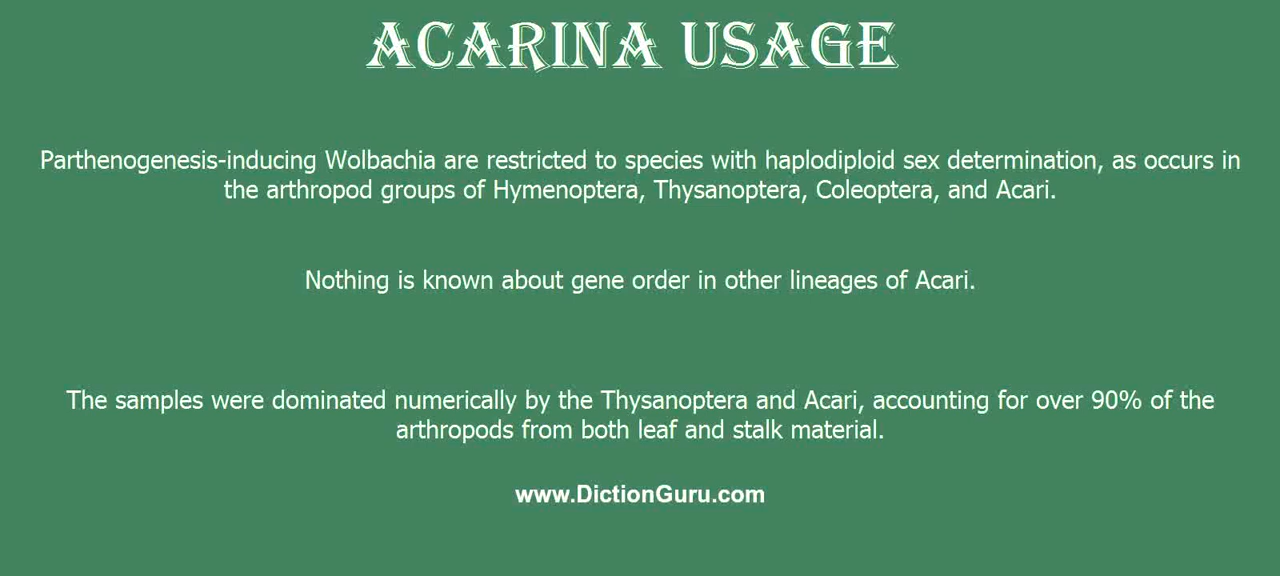 ACARINA USAGE
Parthenogenesis-inducing Wolbachia are restricted to species with haplodiploid sex determination, as occurs in
the arthropod groups of Hymenoptera, Thysanoptera, Coleoptera, and Acari.
Nothing is known about gene order in other lineages of Acari.
The samples were dominated numerically by the Thysanoptera and Acari, accounting for over 90% of the
arthropods from both leaf and stalk material.
www.DictionGuru.com